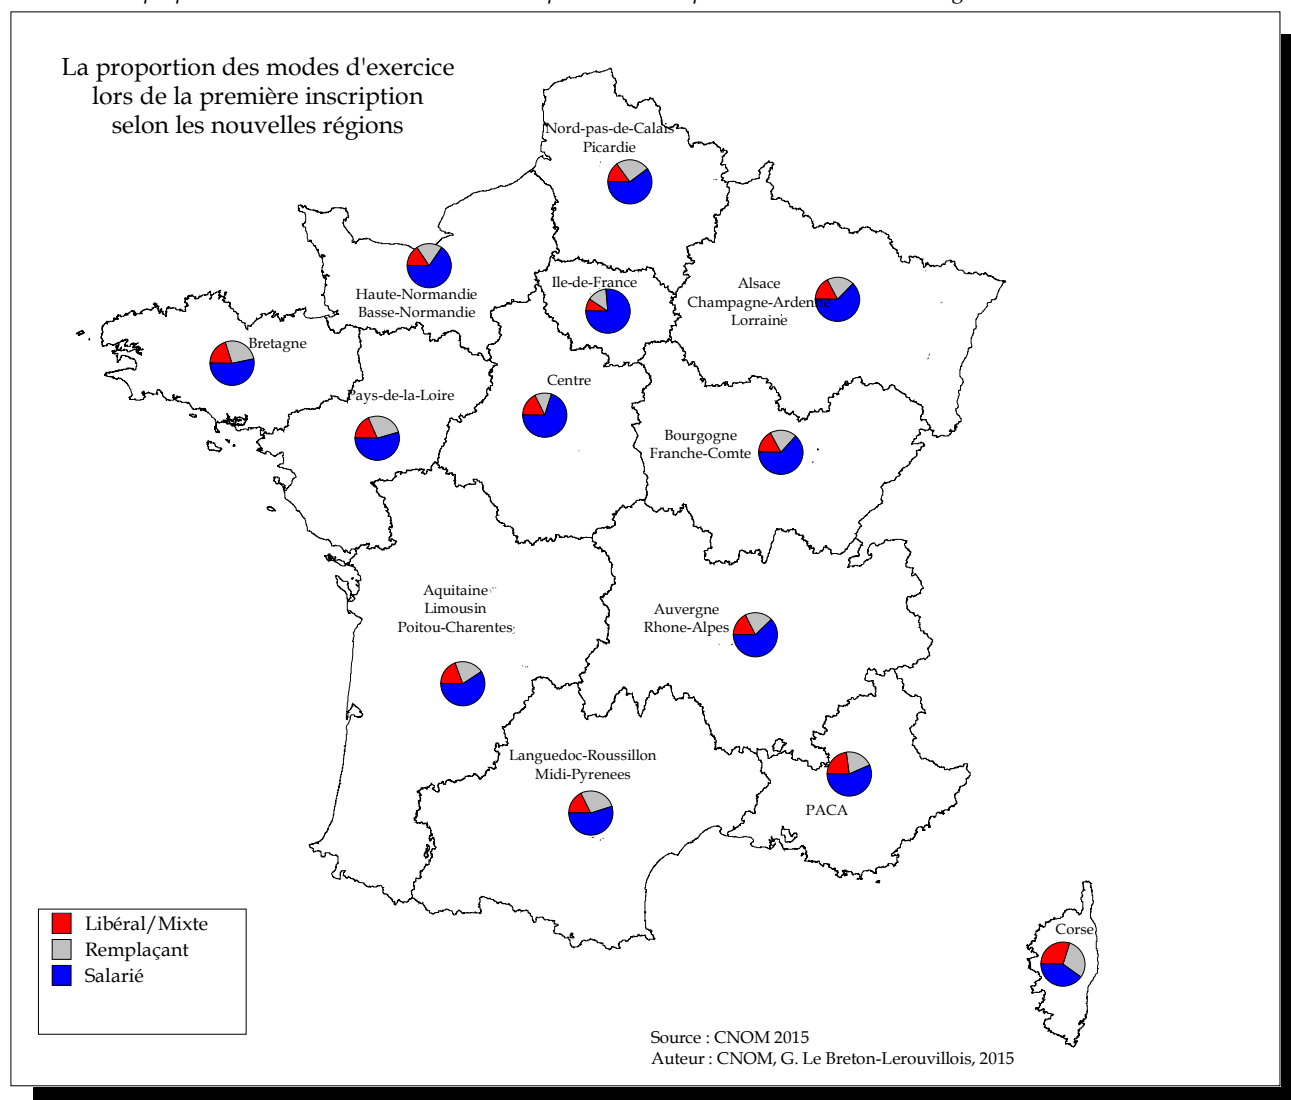 La proportion des modes d'exercice
lors de la première inscription
selon les nouvelles régions
Nord-pas-de-Calais
Picardie
Haute-Normandie
Basse-Normandie
Ile-de-France
Alsace
Champagne-Ardenne
Lorraine
Bretagne
Pays-de-la-Loire
Centre
Bourgogne
Franche-Comte
Aquitaine
Limousin
Poitou-Charentes
Auvergne
Rhone-Alpes
Languedoc-Roussillon
Midi-Pyrenees
PACA
Corse
Libéral/Mixte
Remplaçant
Salarié
Source : CNOM 2015
Auteur : CNOM, G. Le Breton-Lerouvillois, 2015